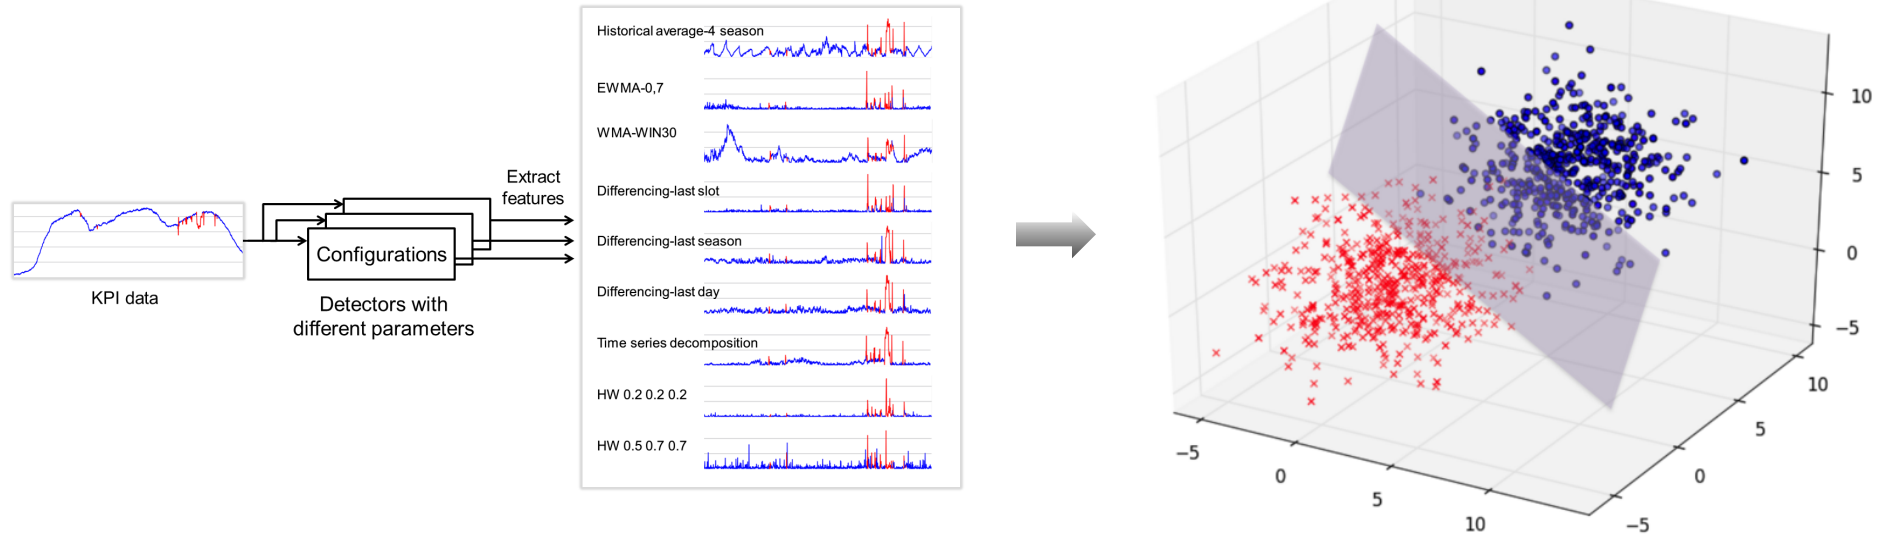 KPI data
Configurations
Detectors with
different parameters
Extract
features
Historical average-4 season
EWMA-0,7
WMA-WIN30
Differencing-last slot
Differencing-last season
Differencing-last day
Time series decomposition
HW 0.2 0.2 0.2
HW 0.5 0.7 0.7
10
5
0
−5
10
5
0
−5
−5
0
5
10